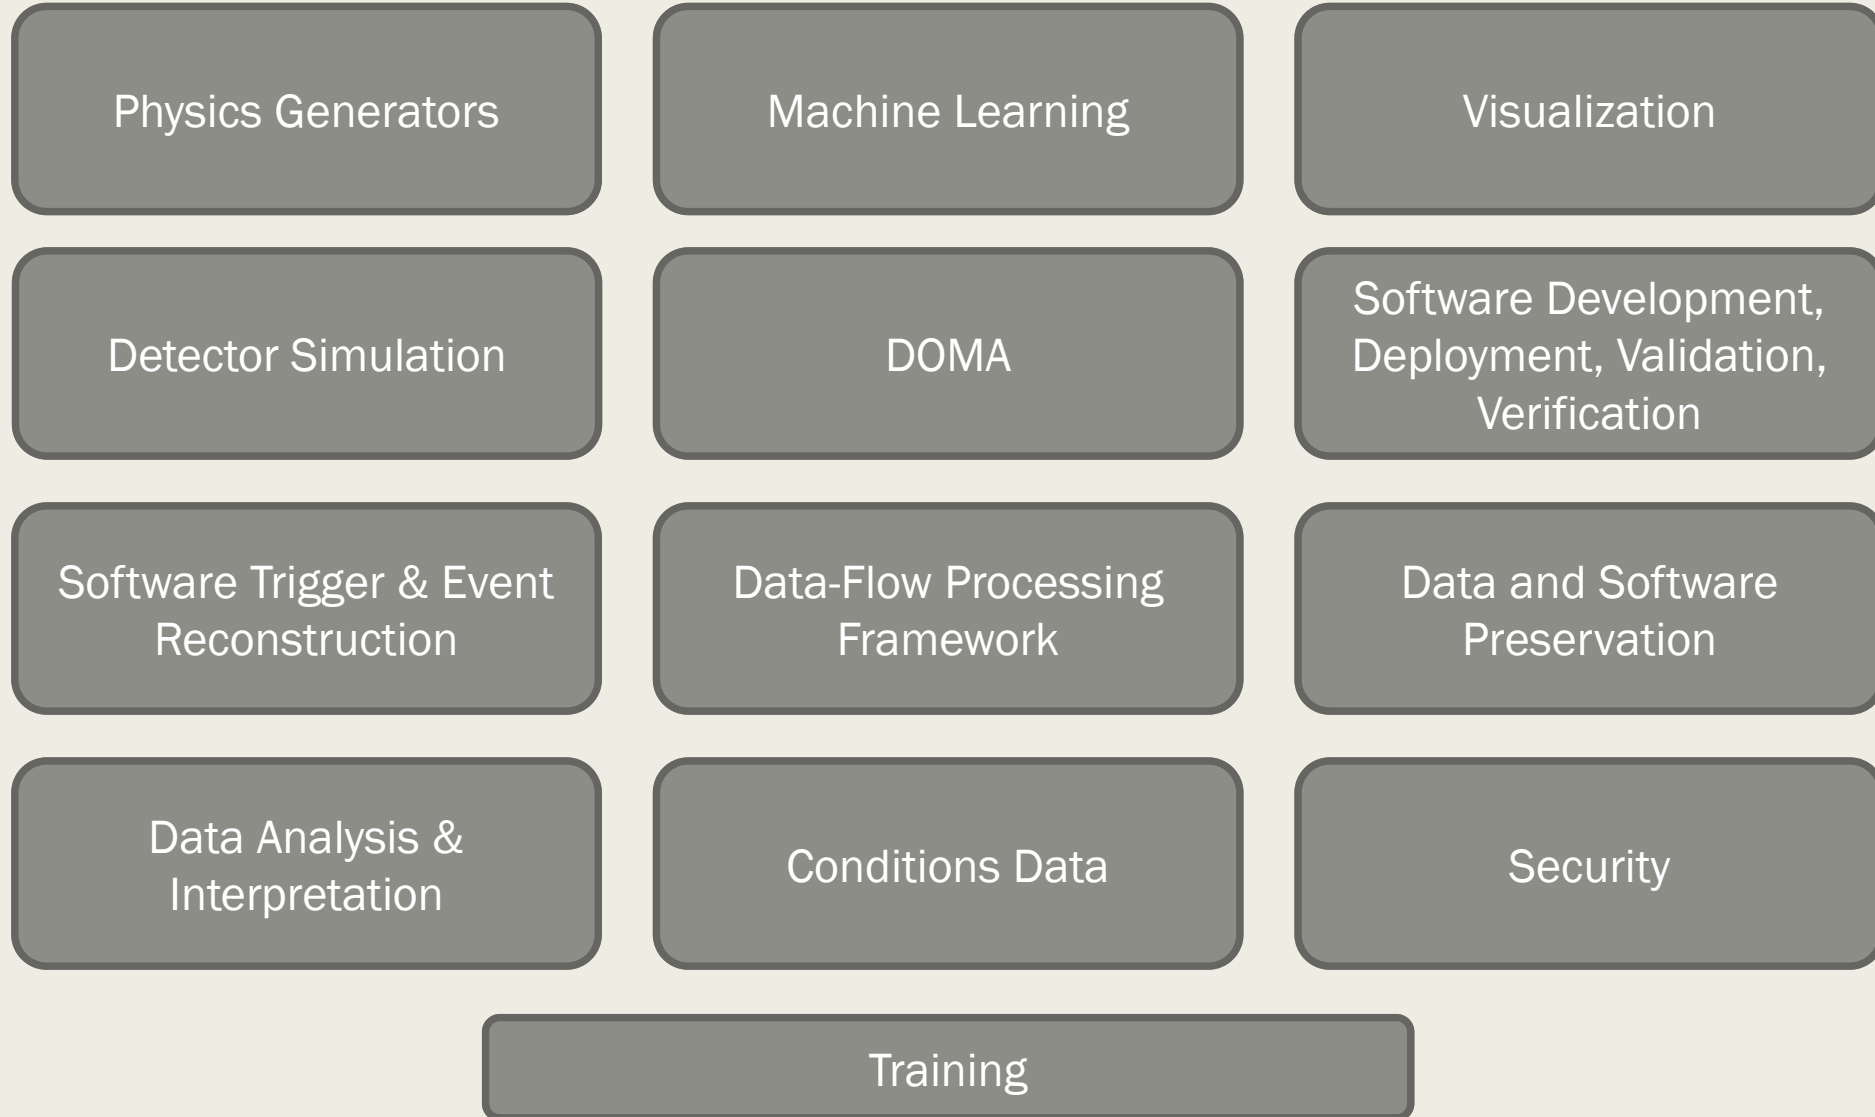 Physics Generators
Machine Learning
Visualization
Detector Simulation
DOMA
Software Development,
Deployment, Validation,
Verification
Software Trigger & Event
Reconstruction
Data-Flow Processing
Framework
Data and Software
Preservation
Data Analysis &
Interpretation
Conditions Data
Security
Training